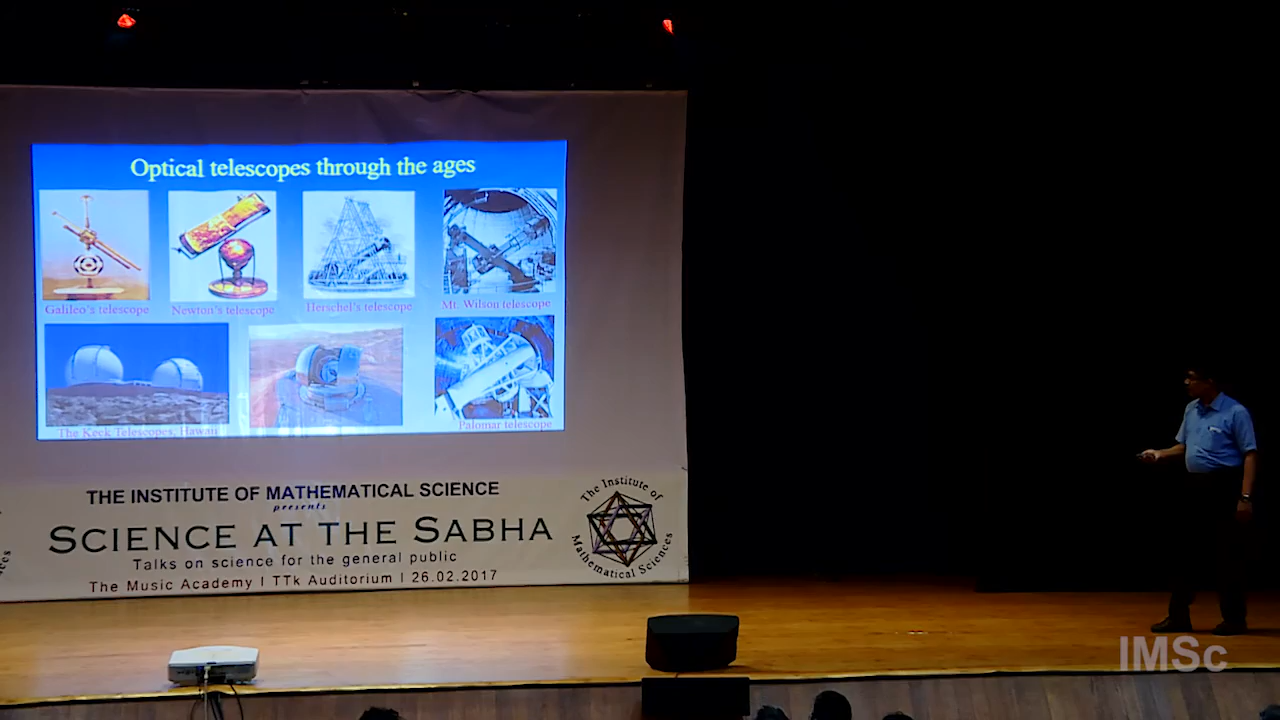 Optical telescopes through the ages
Galileo's telescope
Newton's telescope
Herschel's telescope
Mt. Wilson telescope
The Keck Telescopes, Hawaii
Palomar telescope
THE INSTITUTE OF MATHEMATICAL SCIENCE
presents
SCIENCE AT THE SABHA
Talks on science for the general public
The Music Academy | TTk Auditorium | 26.02.2017
The Institute of
Mathematical Sciences
IMSc